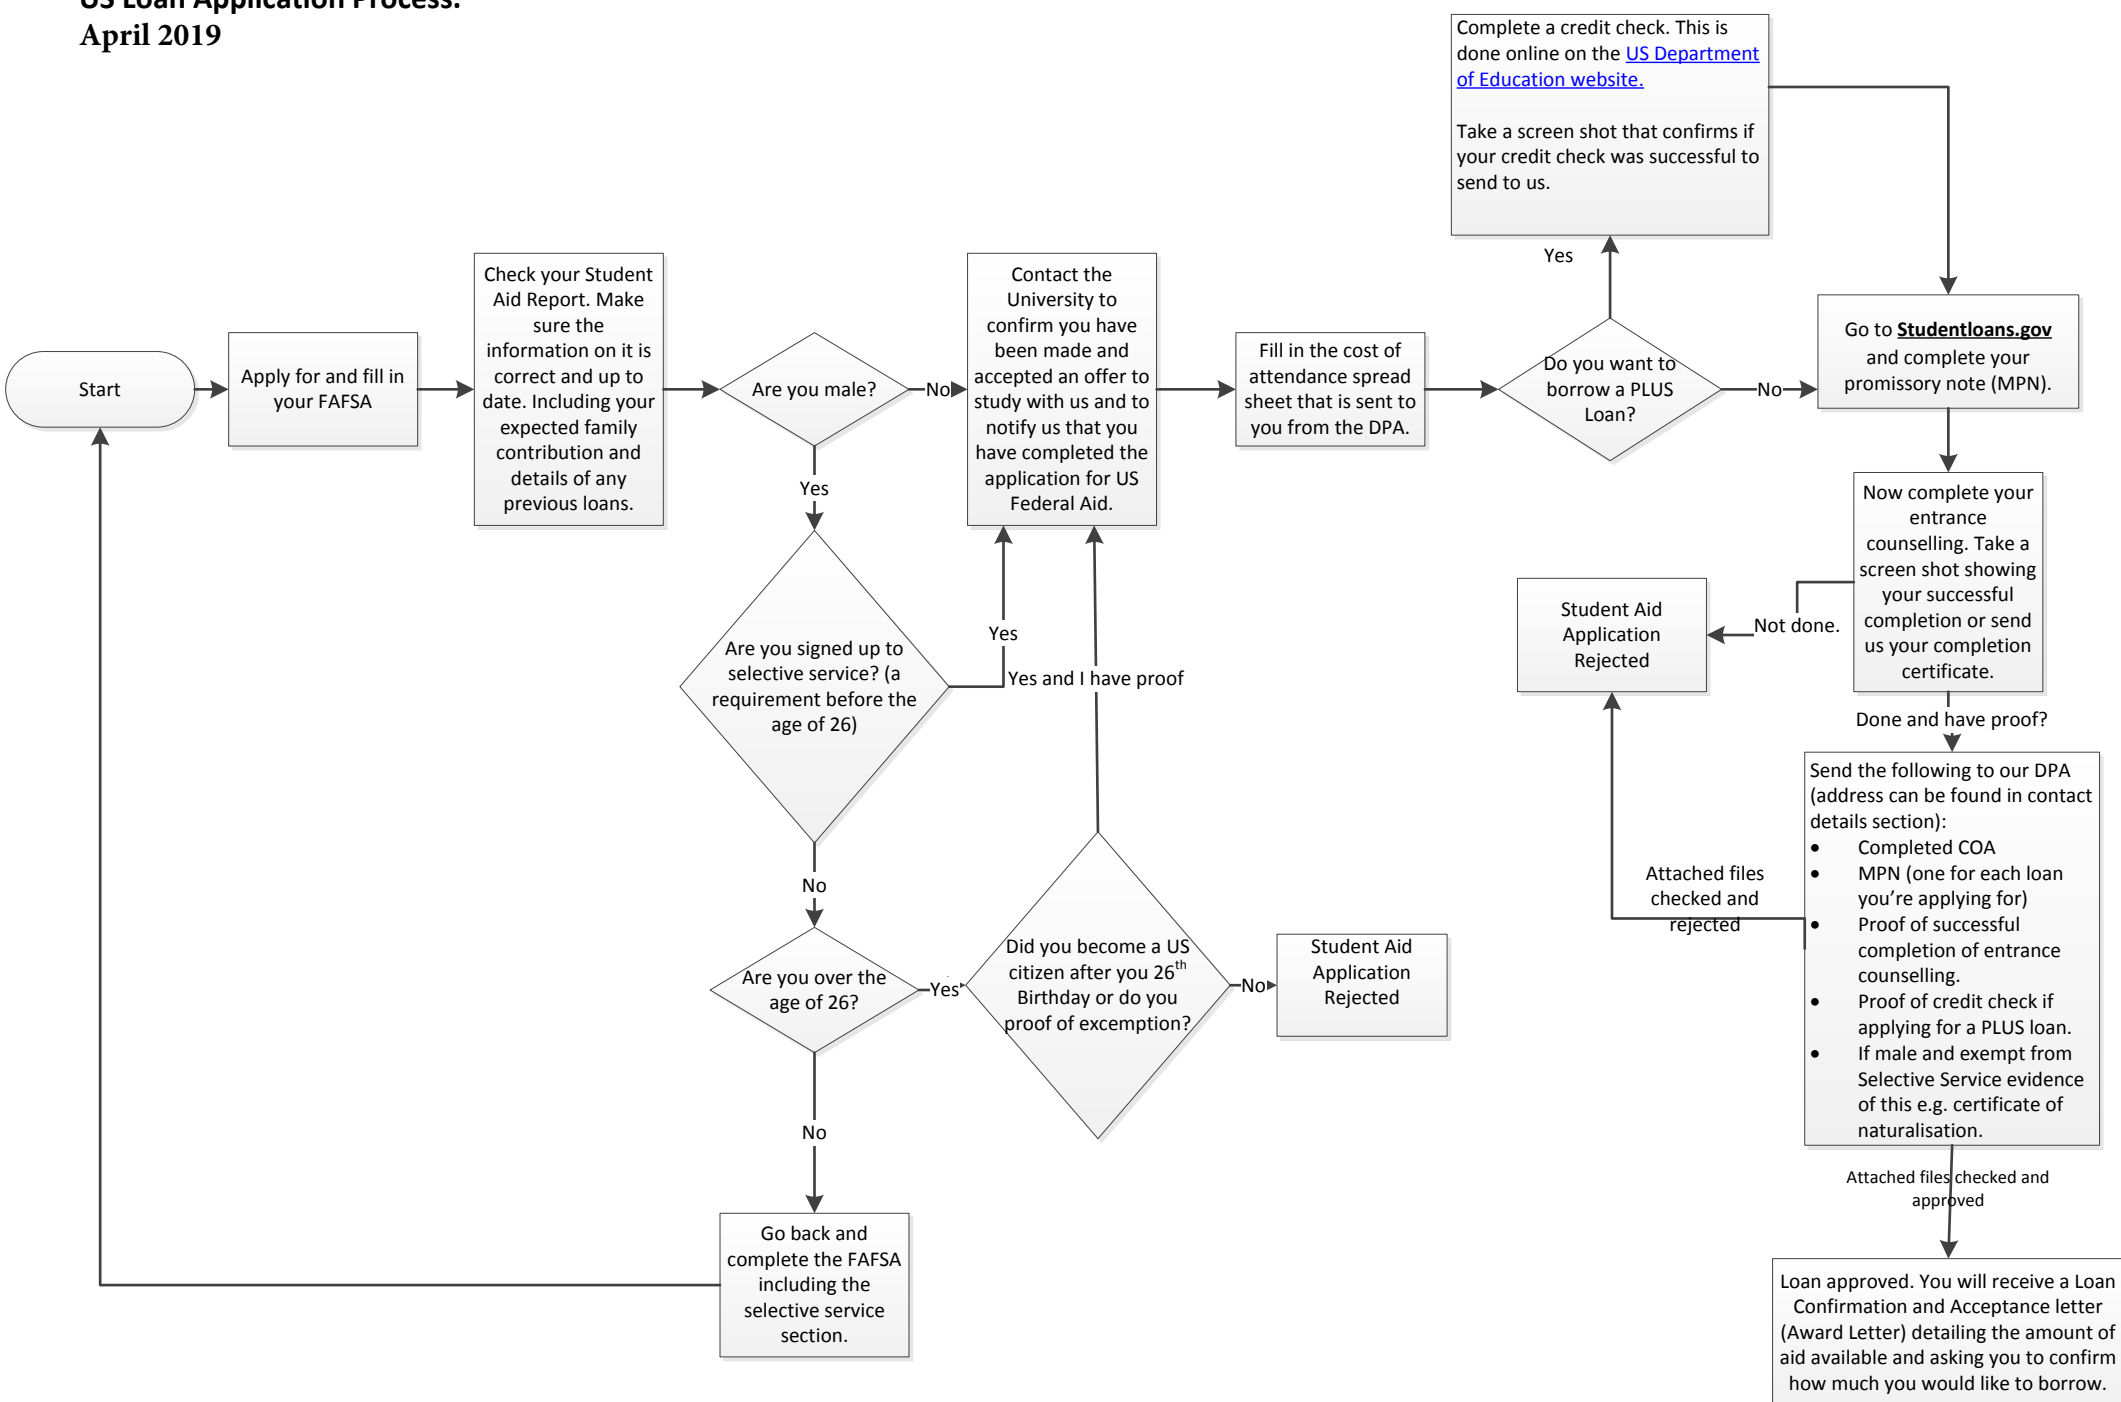 US Loan Application Process.
April 2019
Start
Apply for and fill in
your FAFSA
Check your Student
Aid Report. Make
sure the
information on it is
correct and up to
date. Including your
expected family
contribution and
details of any
previous loans.
Are you male?
No
Yes
Contact the
University to
confirm you have
been made and
accepted an offer to
study with us and to
notify us that you
have completed the
application for US
Federal Aid.
Fill in the cost of
attendance spread
sheet that is sent to
you from the DPA.
Do you want to
borrow a PLUS
Loan?
Yes
No
Complete a credit check. This is
done online on the US Department
of Education website.
Take a screen shot that confirms if
your credit check was successful to
send to us.
Go to Studentloans.gov
and complete your
promissory note (MPN).
Now complete your
entrance
counselling. Take a
screen shot showing
your successful
completion or send
us your completion
certificate.
Not done.
Student Aid
Application
Rejected
Done and have proof?
Send the following to our DPA
(address can be found in contact
details section):
• Completed COA
• MPN (one for each loan
you’re applying for)
• Proof of successful
completion of entrance
counselling.
• Proof of credit check if
applying for a PLUS loan.
• If male and exempt from
Selective Service evidence
of this e.g. certificate of
naturalisation.
Attached files
checked and
rejected
Attached files checked and
approved
Loan approved. You will receive a Loan
Confirmation and Acceptance letter
(Award Letter) detailing the amount of
aid available and asking you to confirm
how much you would like to borrow.
Are you signed up to
selective service? (a
requirement before the
age of 26)
Yes
No
Are you over the
age of 26?
Yes
No
Did you become a US
citizen after you 26th
Birthday or do you
proof of excemption?
Yes and I have proof
No
Student Aid
Application
Rejected
Go back and
complete the FAFSA
including the
selective service
section.